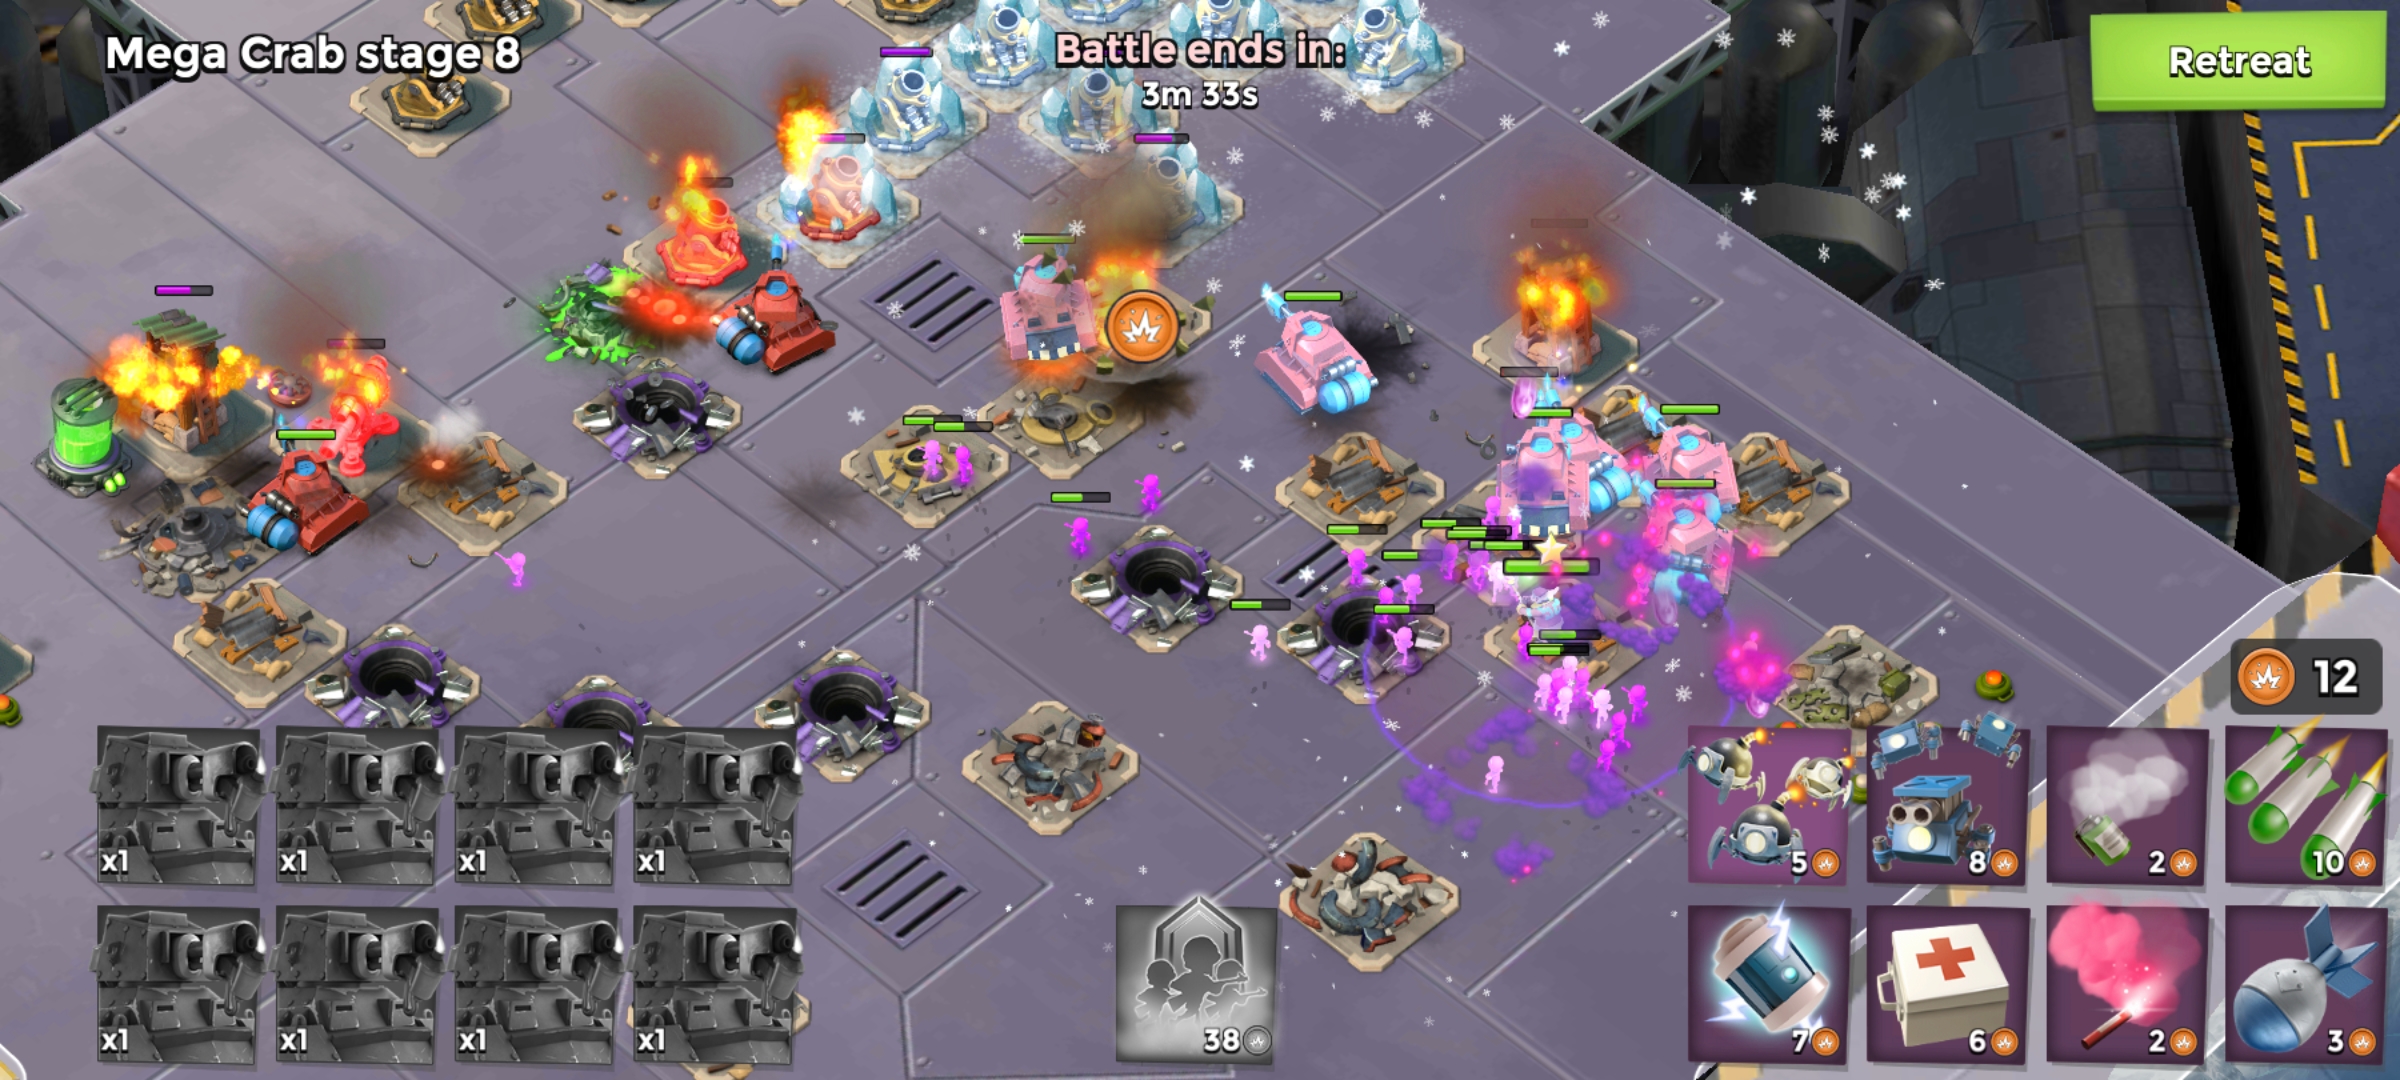 Mega Crab stage 8
Battle ends in:
3m 33s
Retreat
12
x1
x1
x1
x1
5
8
2
10
x1
x1
x1
x1
38
7
6
2
3